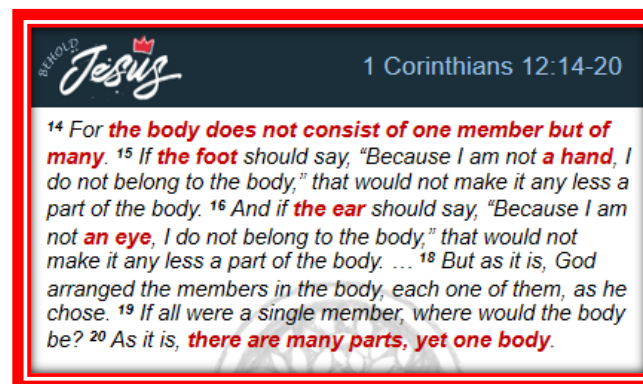 BEHOLD
Jesus
1 Corinthians 12:14-20
14 For the body does not consist of one member but of
many. 15 If the foot should say, “Because I am not a hand, I
do not belong to the body,” that would not make it any less a
part of the body. 16 And if the ear should say, “Because I am
not an eye, I do not belong to the body,” that would not
make it any less a part of the body. … 18 But as it is, God
arranged the members in the body, each one of them, as he
chose. 19 If all were a single member, where would the body
be? 20 As it is, there are many parts, yet one body.